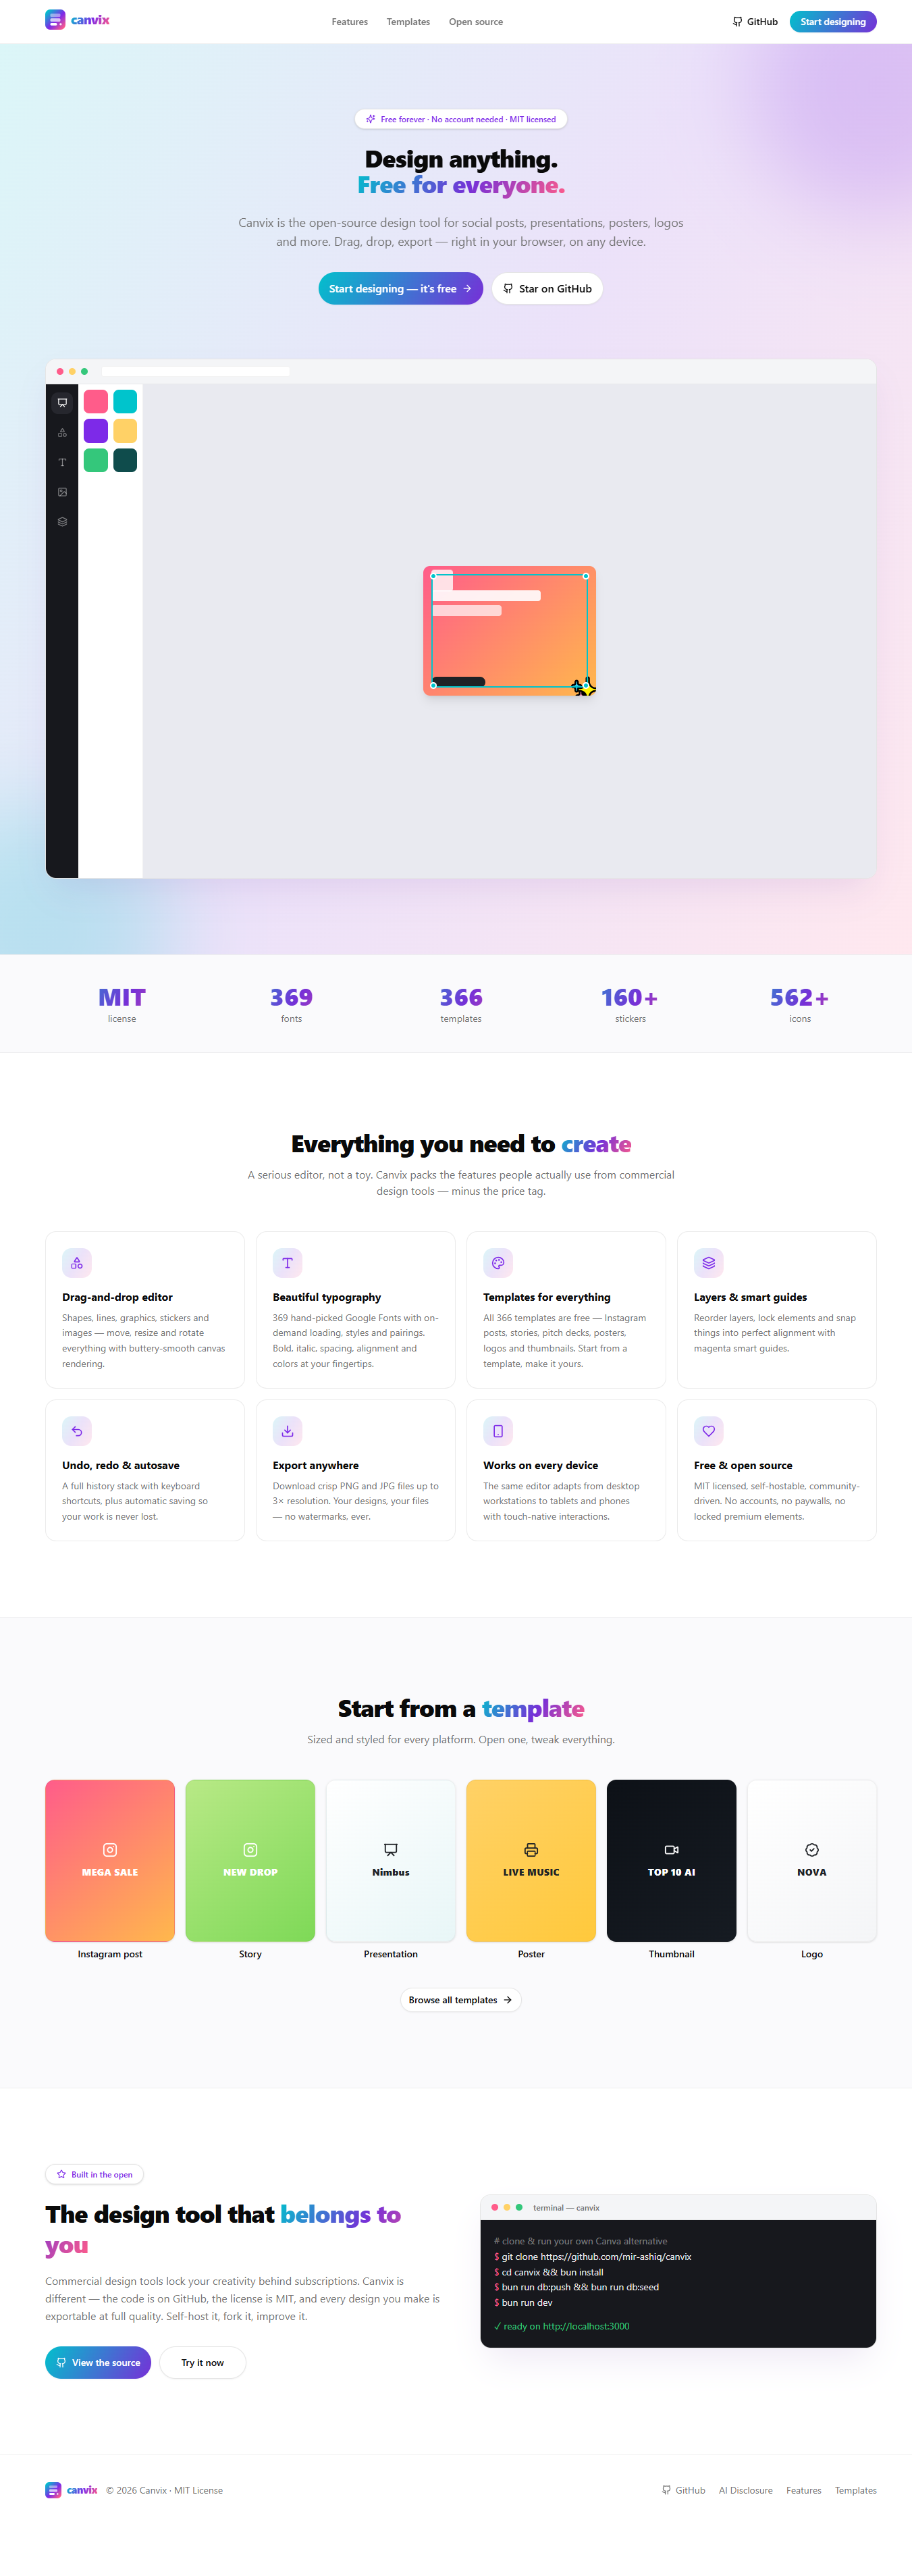 canvix
Features
Templates
Open source
GitHub
Start designing
Free forever · No account needed · MIT licensed
Design anything.
Free for everyone.
Canvix is the open-source design tool for social posts, presentations, posters, logos
and more. Drag, drop, export — right in your browser, on any device.
Start designing — it's free
Star on GitHub
MIT
license
369
fonts
366
templates
160+
stickers
562+
icons
Everything you need to create
A serious editor, not a toy. Canvix packs the features people actually use from commercial
design tools — minus the price tag.
Drag-and-drop editor
Shapes, lines, graphics, stickers and
images — move, resize and rotate
everything with buttery-smooth canvas
rendering.
Beautiful typography
369 hand-picked Google Fonts with on-
demand loading, styles and pairings.
Bold, italic, spacing, alignment and
colors at your fingertips.
Templates for everything
All 366 templates are free — Instagram
posts, stories, pitch decks, posters,
logos and thumbnails. Start from a
template, make it yours.
Layers & smart guides
Reorder layers, lock elements and snap
things into perfect alignment with
magenta smart guides.
Undo, redo & autosave
A full history stack with keyboard
shortcuts, plus automatic saving so
your work is never lost.
Export anywhere
Download crisp PNG and JPG files up to
3× resolution. Your designs, your files
— no watermarks, ever.
Works on every device
The same editor adapts from desktop
workstations to tablets and phones
with touch-native interactions.
Free & open source
MIT licensed, self-hostable, community-
driven. No accounts, no paywalls, no
locked premium elements.
Start from a template
Sized and styled for every platform. Open one, tweak everything.
MEGA SALE
Instagram post
NEW DROP
Story
Nimbus
Presentation
LIVE MUSIC
Poster
TOP 10 AI
Thumbnail
NOVA
Logo
Browse all templates
Built in the open
The design tool that belongs to
you
Commercial design tools lock your creativity behind subscriptions. Canvix is
different — the code is on GitHub, the license is MIT, and every design you make is
exportable at full quality. Self-host it, fork it, improve it.
View the source
Try it now
terminal — canvix
# clone & run your own Canva alternative
$ git clone https://github.com/mir-ashiq/canvix
$ cd canvix && bun install
$ bun run db:push && bun run db:seed
$ bun run dev
✓ ready on http://localhost:3000
canvix
© 2026 Canvix · MIT License
GitHub
AI Disclosure
Features
Templates